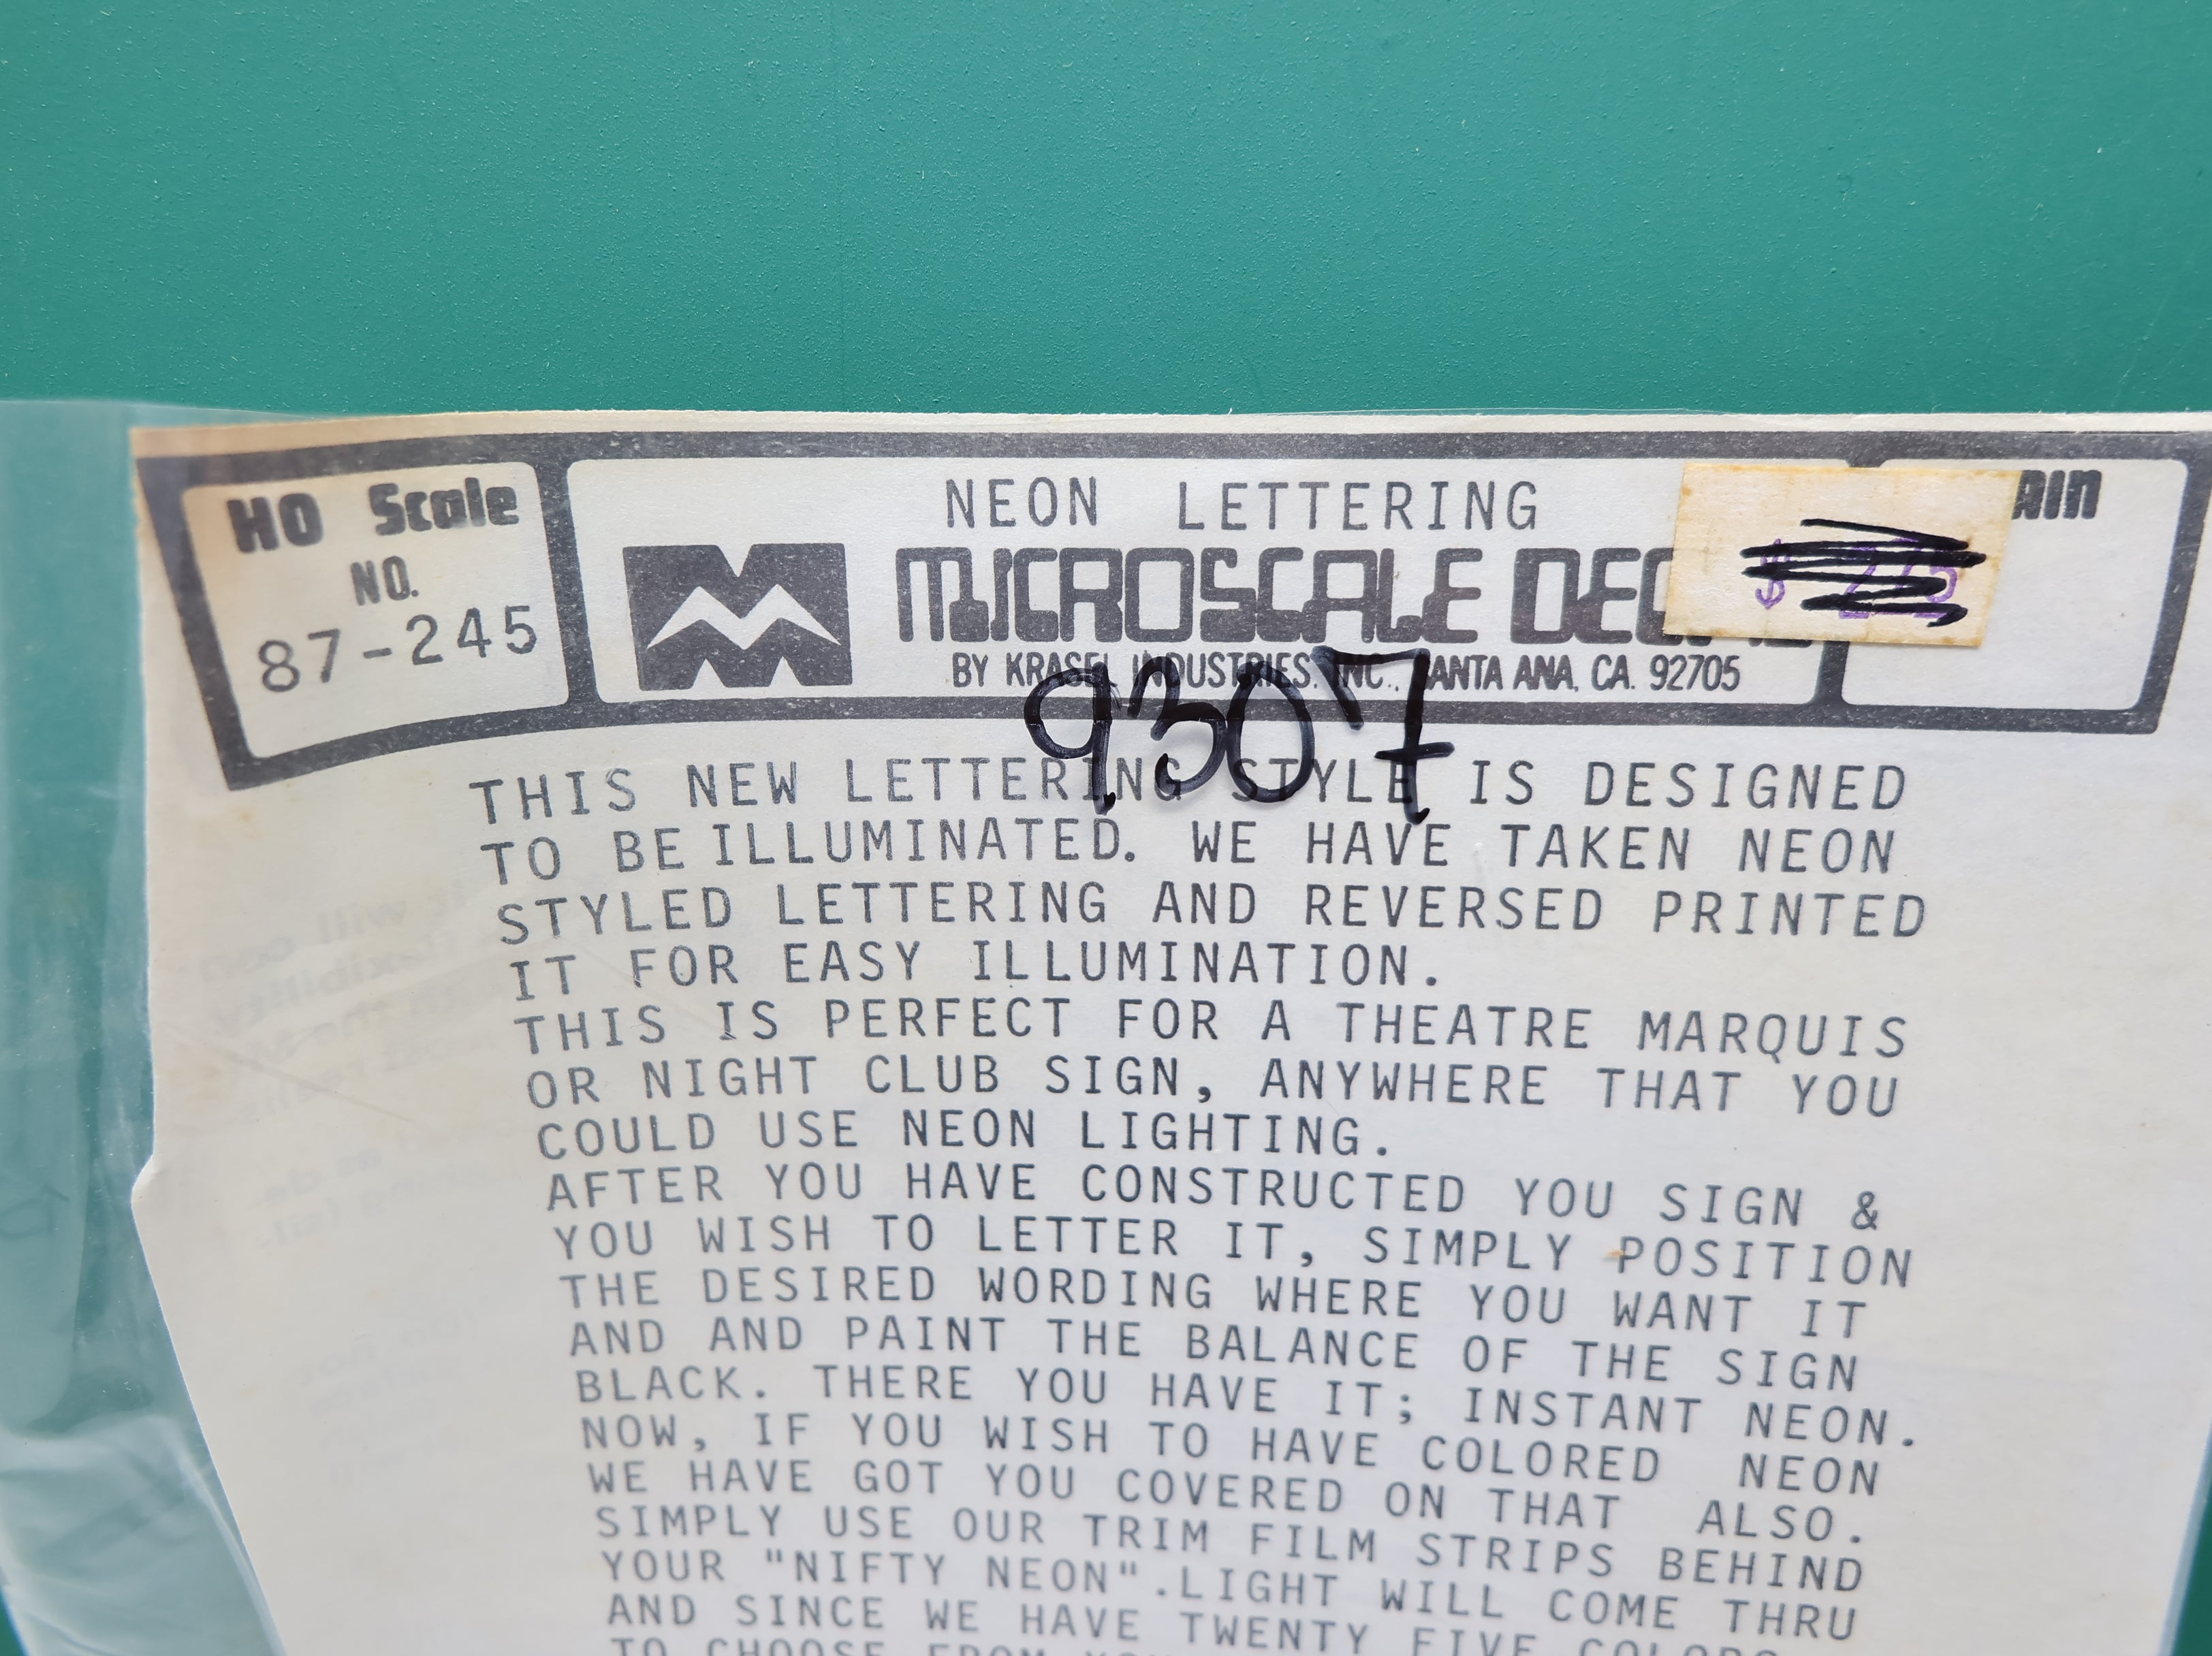 HO Scale
NO.
87-245
NEON LETTERING
MICROSCALE
BY KRASEL INDUSTRIES, INC., SANTA ANA, CA. 92705
9307
THIS NEW LETTERING STYLE IS DESIGNED
TO BE ILLUMINATED. WE HAVE TAKEN NEON
STYLED LETTERING AND REVERSED PRINTED
IT FOR EASY ILLUMINATION.
THIS IS PERFECT FOR A THEATRE MARQUIS
OR NIGHT CLUB SIGN, ANYWHERE THAT YOU
COULD USE NEON LIGHTING.
AFTER YOU HAVE CONSTRUCTED YOU SIGN &
YOU WISH TO LETTER IT, SIMPLY POSITION
THE DESIRED WORDING WHERE YOU WANT IT
AND AND PAINT THE BALANCE OF THE SIGN
BLACK. THERE YOU HAVE IT; INSTANT NEON.
NOW, IF YOU WISH TO HAVE COLORED NEON
WE HAVE GOT YOU COVERED ON THAT ALSO.
SIMPLY USE OUR TRIM FILM STRIPS BEHIND
YOUR "NIFTY NEON".LIGHT WILL COME THRU
AND SINCE WE HAVE TWENTY FIVE COLORS
TO CHOOSE FROM